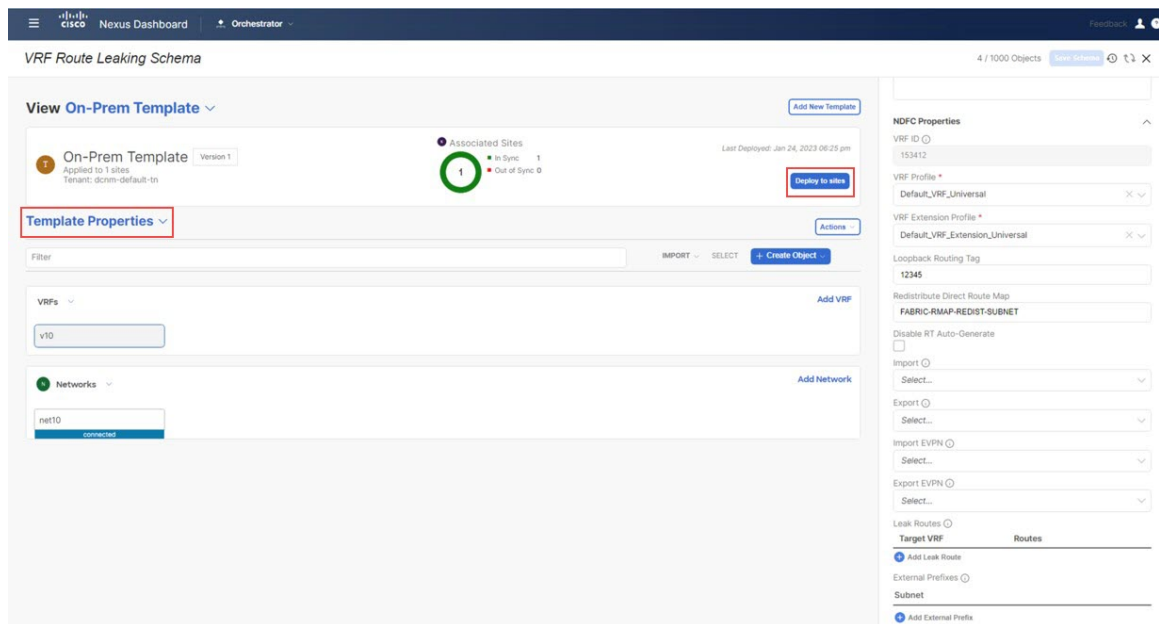 CISCO Nexus Dashboard Orchestrator Feedback
VRF Route Leaking Schema 4 / 1000 Objects Save Schema
View On-Prem Template Add New Template
T On-Prem Template Version 1
Applied to 1 sites
Tenant: dcnm-default-tn
Associated Sites
1
In Sync 1
Out of Sync 0
Last Deployed: Jan 24, 2023 06:25 pm
Deploy to sites
Template Properties
Actions
Filter IMPORT SELECT + Create Object
VRFs Add VRF
v10
N Networks Add Network
net10
connected
NDFC Properties
VRF ID
153412
VRF Profile *
Default_VRF_Universal
VRF Extension Profile *
Default_VRF_Extension_Universal
Loopback Routing Tag
12345
Redistribute Direct Route Map
FABRIC-RMAP-REDIST-SUBNET
Disable RT Auto-Generate
Import
Select...
Export
Select...
Import EVPN
Select...
Export EVPN
Select...
Leak Routes
Target VRF Routes
Add Leak Route
External Prefixes
Subnet
Add External Prefix